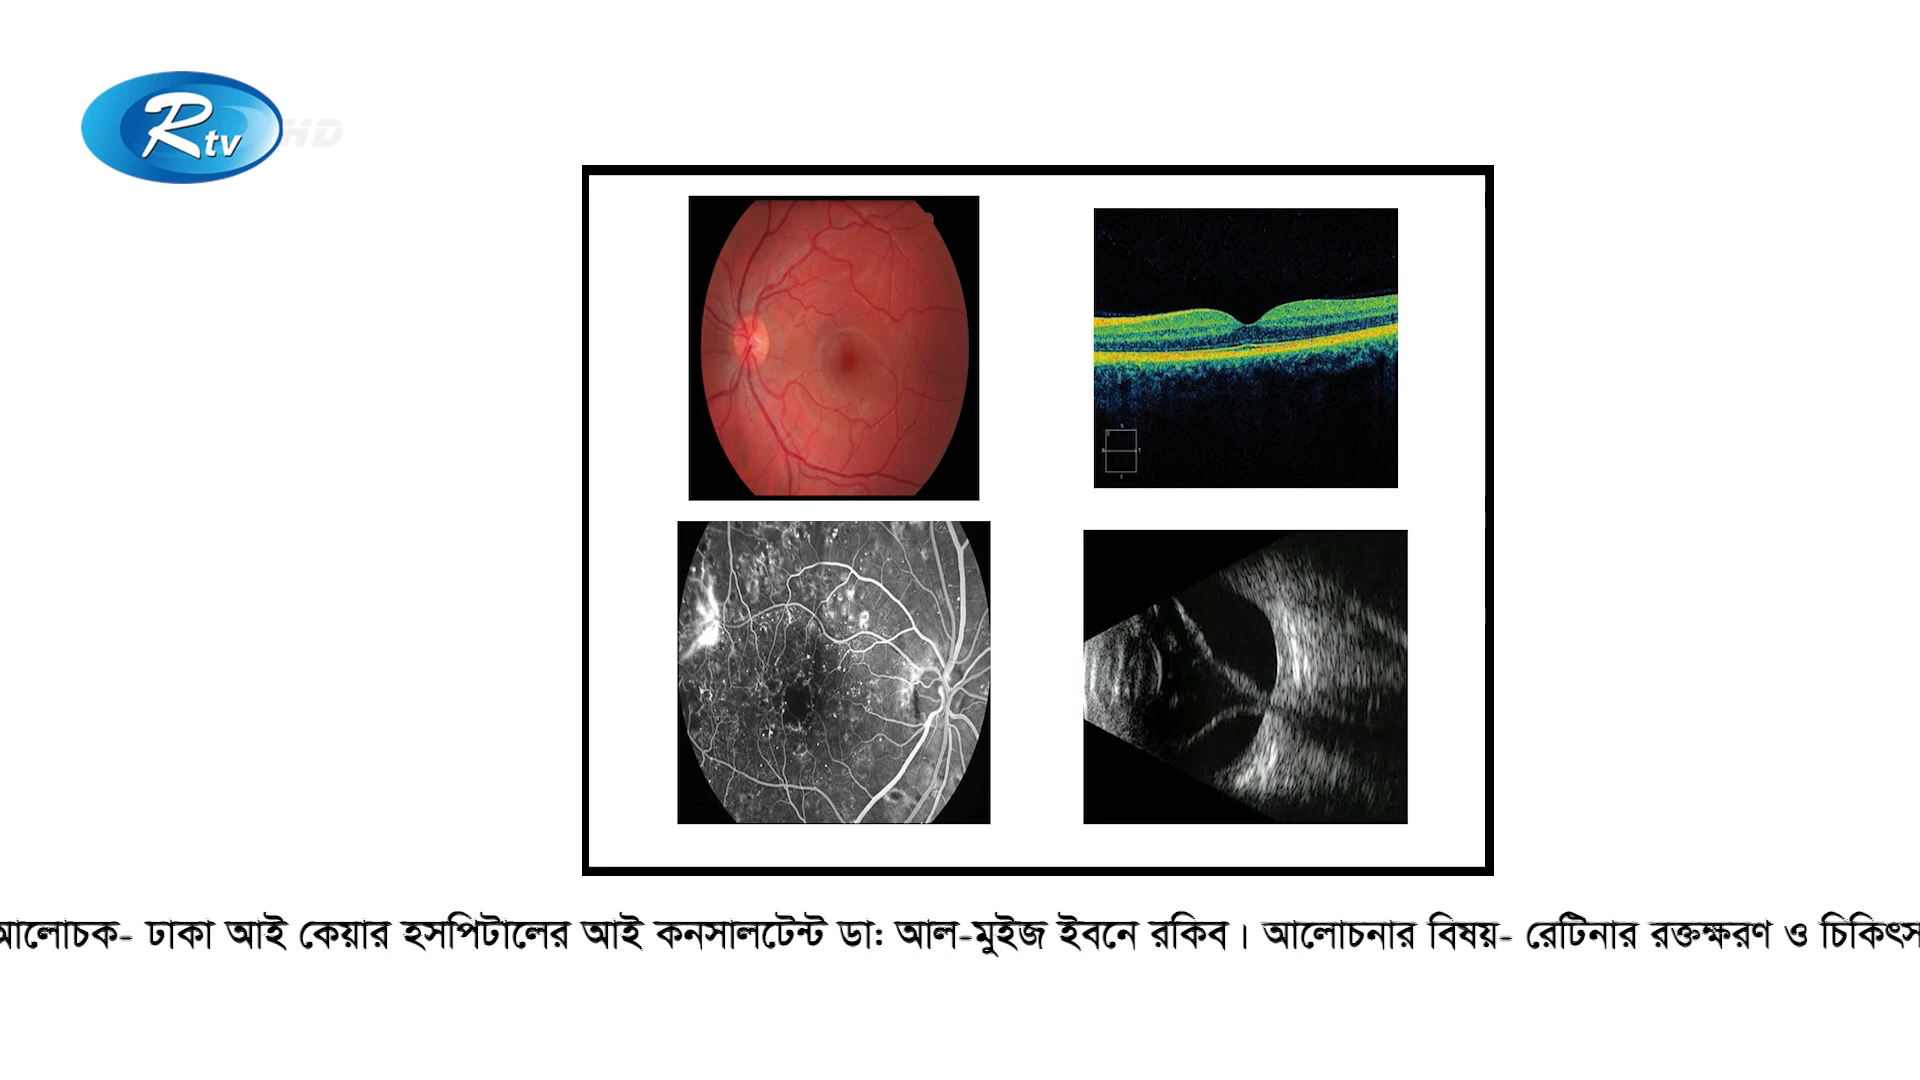 Rtv HD
আলোচক- ঢাকা আই কেয়ার হসপিটালের আই কনসালটেন্ট ডা: আল-মুইজ ইবনে রকিব। আলোচনার বিষয়- রেটিনার রক্তক্ষরণ ও